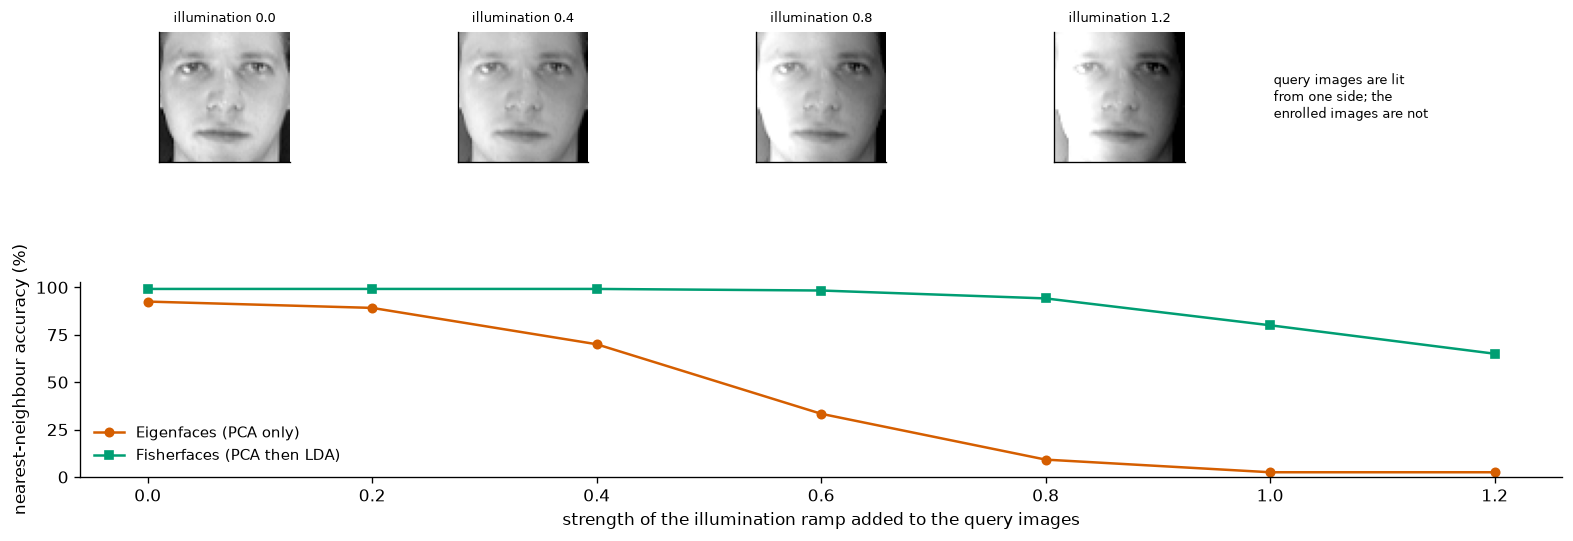 illumination 0.0
illumination 0.4
illumination 0.8
illumination 1.2
query images are lit
from one side; the
enrolled images are not
nearest-neighbour accuracy (%)
100
75
50
25
0
Eigenfaces (PCA only)
Fisherfaces (PCA then LDA)
0.0 0.2 0.4 0.6 0.8 1.0 1.2
strength of the illumination ramp added to the query images